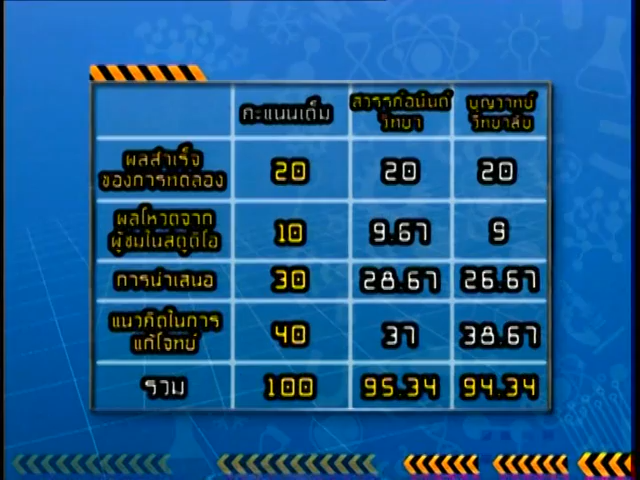 คะแนนเต็ม
สารรค์อนันต์
วิทยา
บุญวาทย์
วิทยาลัย
ผลสำเร็จ
ของการทดลอง
20
20
20
ผลโหวตจาก
ผู้ชมในสตูดิโอ
10
9.67
9
การนำเสนอ
30
28.67
26.67
แนวคิดในการ
แก้โจทย์
40
37
38.67
รวม
100
95.34
94.34